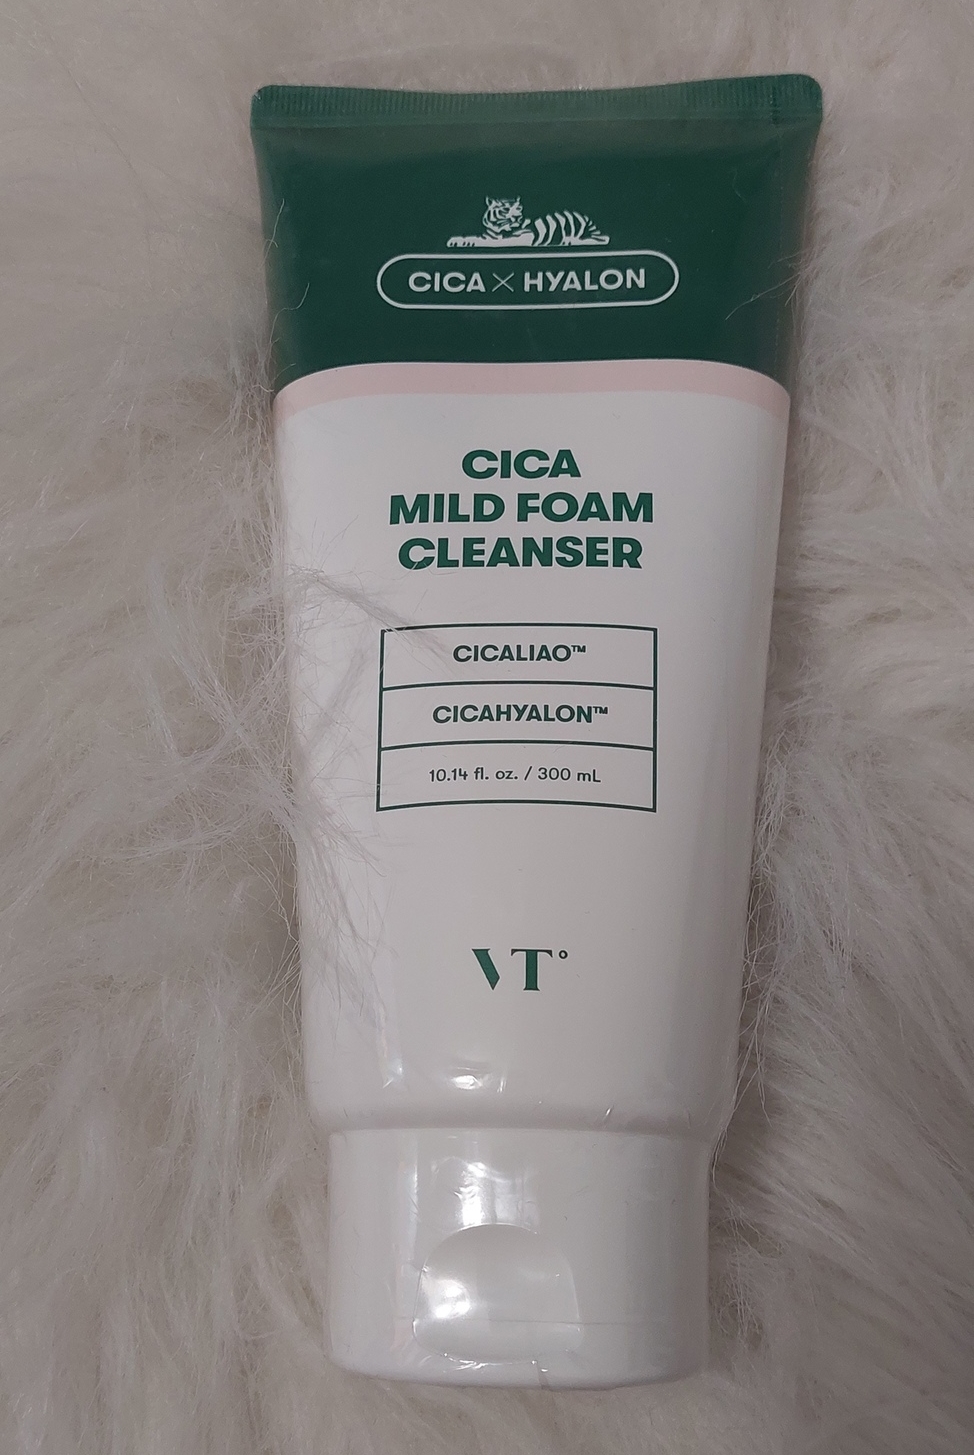 CICA X HYALON
CICA
MILD FOAM
CLEANSER
CICALIAO™
CICAHYALON™
10.14 fl. oz. / 300 mL
VT°